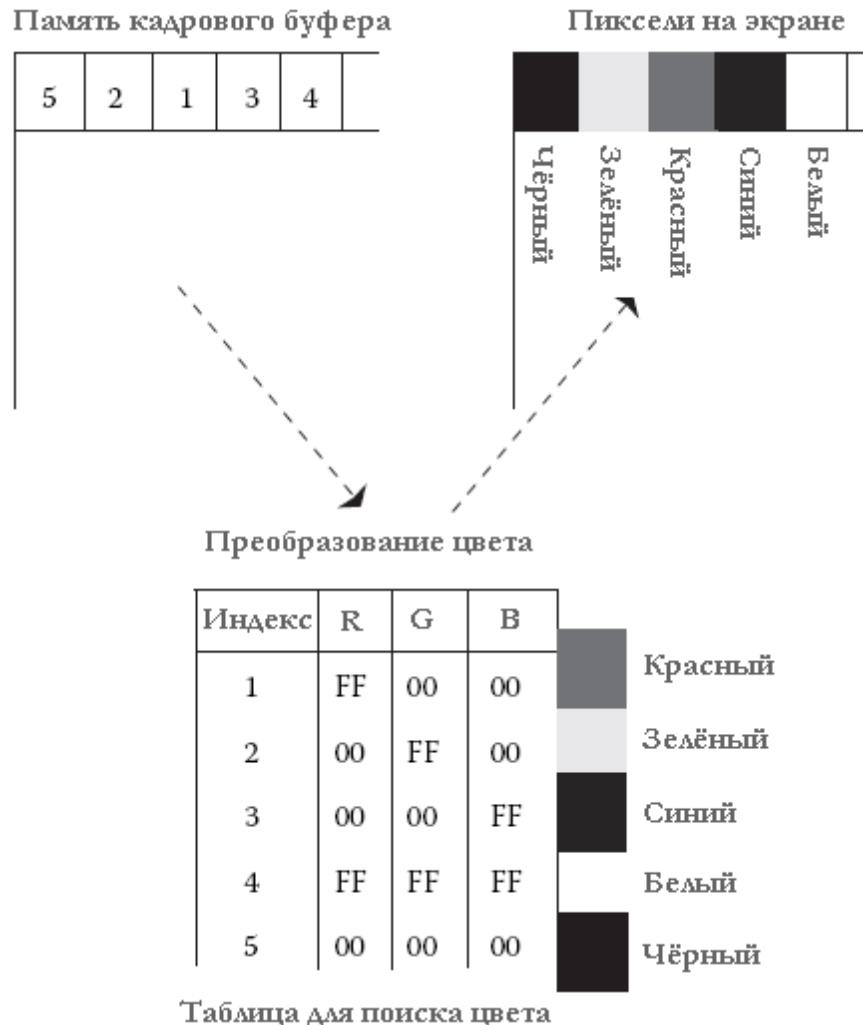 Память кадрового буфера
Пиксели на экране
5 2 1 3 4
Чёрный
Зелёный
Красный
Синий
Белый
Преобразование цвета
Индекс R G B
1 FF 00 00 Красный
2 00 FF 00 Зелёный
3 00 00 FF Синий
4 FF FF FF Белый
5 00 00 00 Чёрный
Таблица для поиска цвета